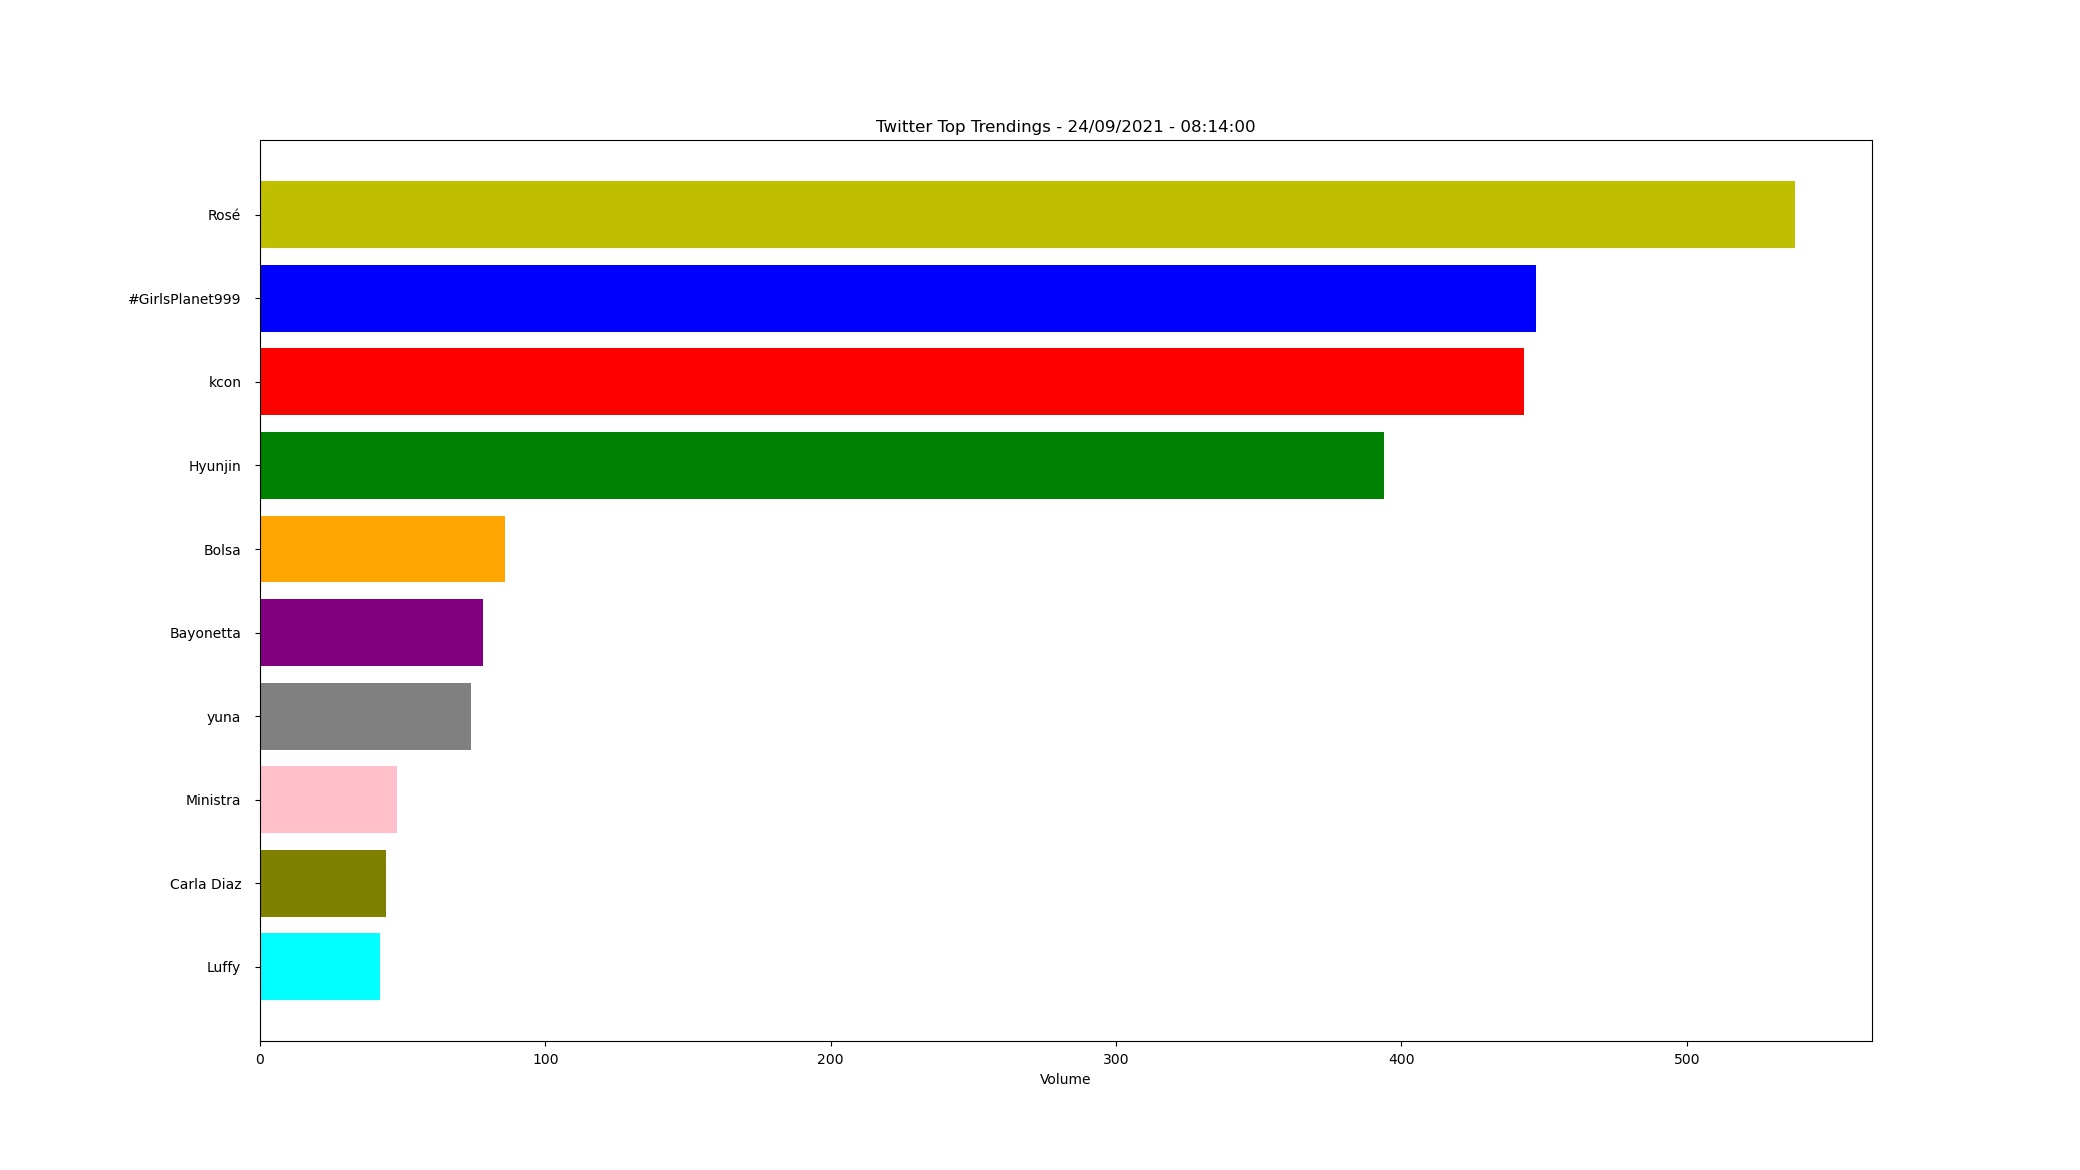 Twitter Top Trendings - 24/09/2021 - 08:14:00
Rosé
#GirlsPlanet999
kcon
Hyunjin
Bolsa
Bayonetta
yuna
Ministra
Carla Diaz
Luffy
0 100 200 300 400 500
Volume